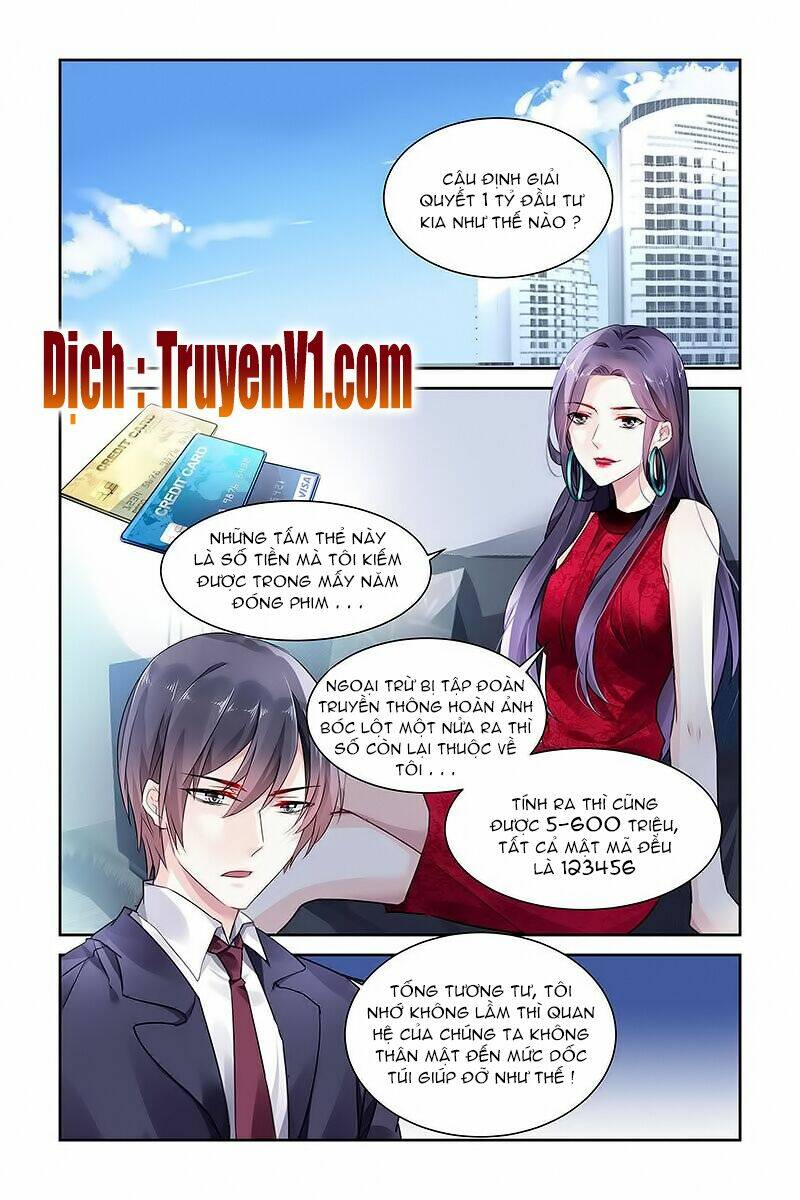 CÂU ĐỊNH GIẢI
QUYẾT 1 TỶ ĐẦU TƯ
KIA NHƯ THẾ NÀO ?
Dịch : TruyenV1.com
CREDIT CARD
CREDIT CARD
VISA
NHỮNG TẤM THẺ NÀY
LÀ SỐ TIỀN MÀ TÔI KIẾM
ĐƯỢC TRONG MẤY NĂM
ĐÓNG PHIM . . .
NGOẠI TRỪ BỊ TẬP ĐOÀN
TRUYỀN THÔNG HOÀN ẢNH
BÓC LỘT MỘT NỬA RA THÌ
SỐ CÒN LẠI THUỘC VỀ
TÔI . . .
TÍNH RA THÌ CŨNG
ĐƯỢC 5-600 TRIỆU,
TẤT CẢ MẬT MÃ ĐỀU
LÀ 123456
TỐNG TƯƠNG TƯ, TÔI
NHỚ KHÔNG LẦM THÌ QUAN
HỆ CỦA CHÚNG TA KHÔNG
THÂN MẬT ĐẾN MỨC DỐC
TÚI GIÚP ĐỠ NHƯ THẾ !